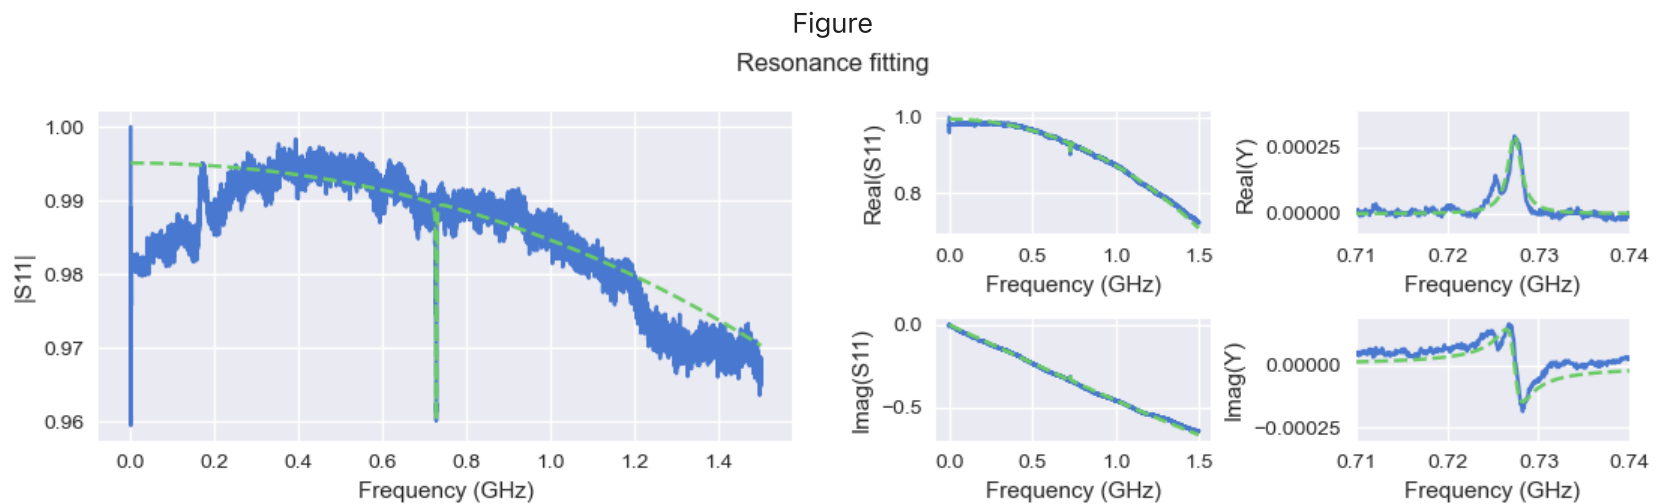 Figure
Resonance fitting
|S11|
1.00
0.99
0.98
0.97
0.96
0.0 0.2 0.4 0.6 0.8 1.0 1.2 1.4
Frequency (GHz)
Real(S11)
1.0
0.8
0.0 0.5 1.0 1.5
Frequency (GHz)
Real(Y)
0.00025
0.00000
0.71 0.72 0.73 0.74
Frequency (GHz)
Imag(S11)
0.0
−0.5
0.0 0.5 1.0 1.5
Frequency (GHz)
Imag(Y)
0.00000
−0.00025
0.71 0.72 0.73 0.74
Frequency (GHz)